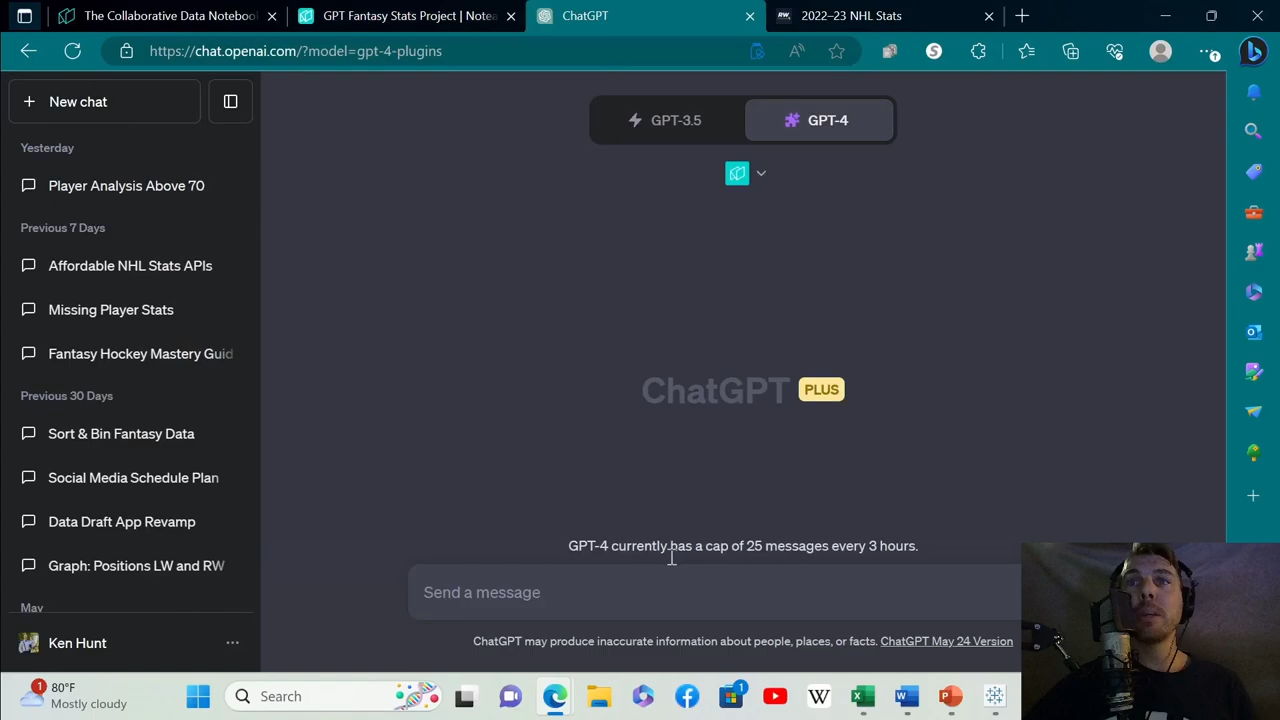 The Collaborative Data Notebook
GPT Fantasy Stats Project | Notea
ChatGPT
RW
2022–23 NHL Stats
https://chat.openai.com/?model=gpt-4-plugins
New chat
Yesterday
Player Analysis Above 70
Previous 7 Days
Affordable NHL Stats APIs
Missing Player Stats
Fantasy Hockey Mastery Guid
Previous 30 Days
Sort & Bin Fantasy Data
Social Media Schedule Plan
Data Draft App Revamp
Graph: Positions LW and RW
May
Ken Hunt
GPT-3.5
GPT-4
ChatGPT PLUS
GPT-4 currently has a cap of 25 messages every 3 hours.
Send a message
ChatGPT may produce inaccurate information about people, places, or facts. ChatGPT May 24 Version
1
80°F
Mostly cloudy
Search
1